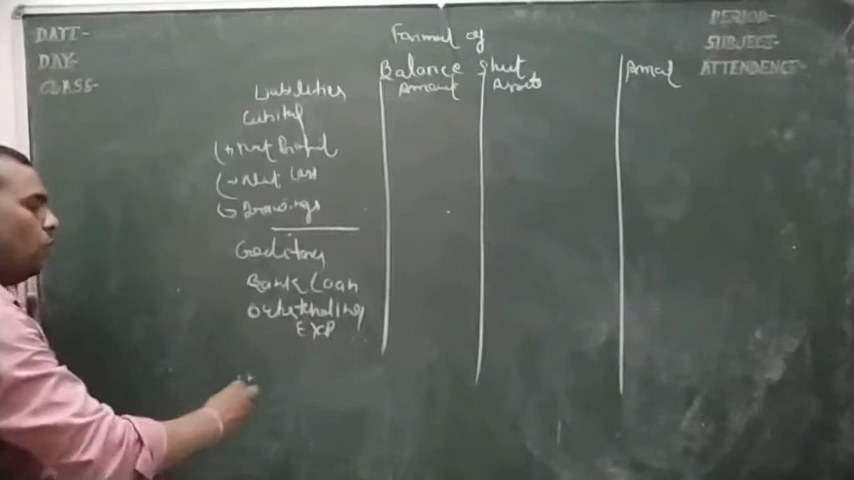 DATE-
DAY-
CLASS-
Format of
Balance Sheet
PERIOD-
SUBJECT-
ATTENDENCE-
Liabilities Amount Assets Amot
Capital
(+) Net Profit
(-) Net Loss
(-) Drawings
Creditors
Bank Loan
Outstanding
EXP